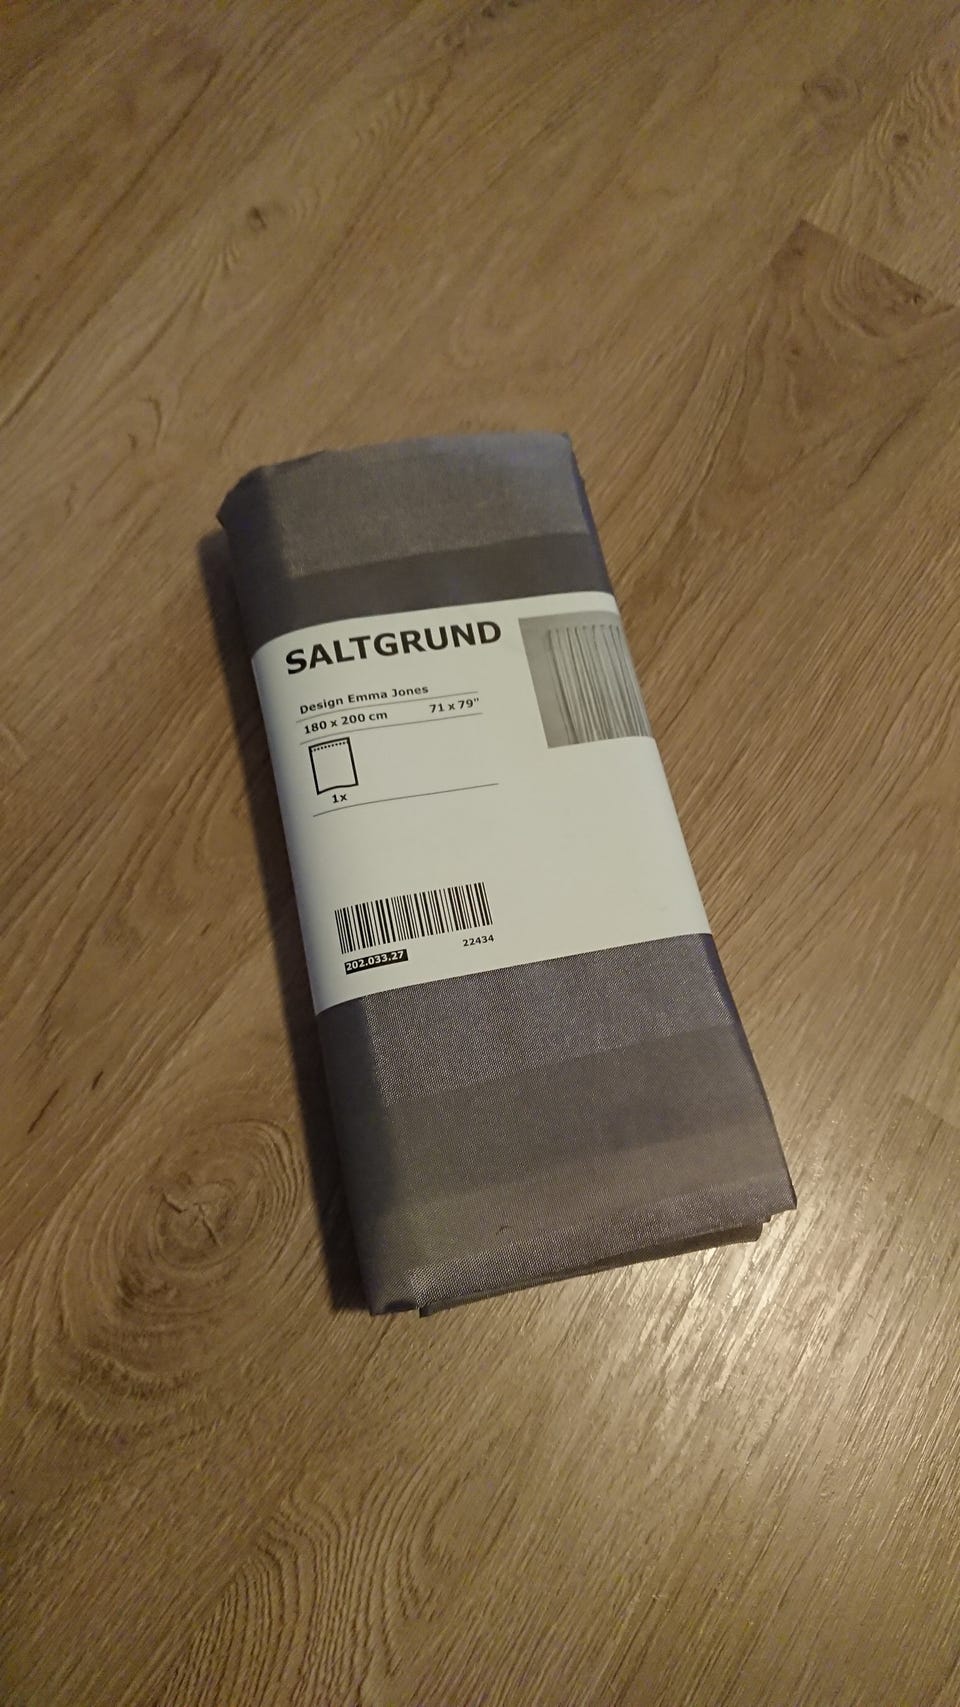 SALTGRUND
Design Emma Jones
180 x 200 cm 71 x 79"
1x
22434
202.033.27